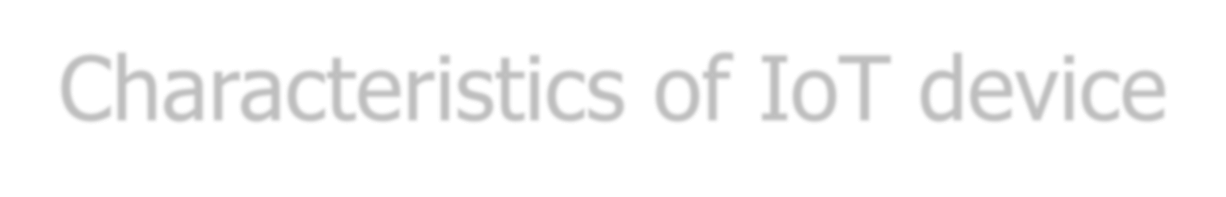 Characteristics of IoT device